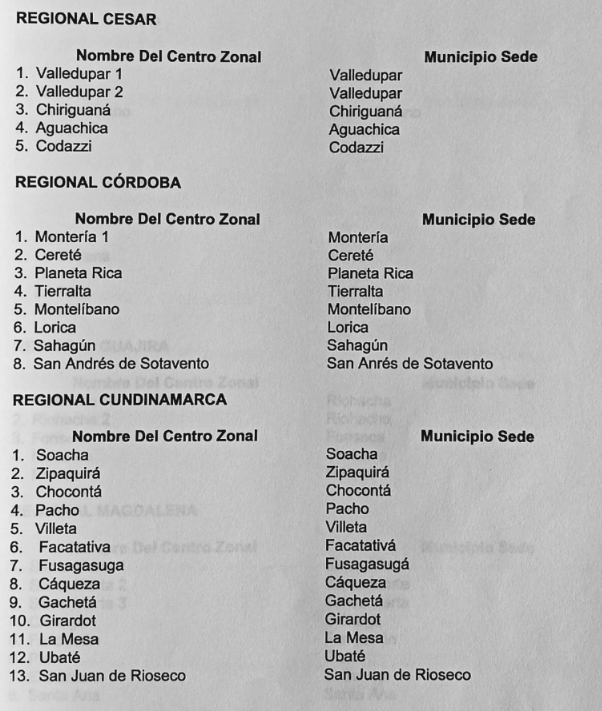 REGIONAL CESAR
Nombre Del Centro Zonal Municipio Sede
1. Valledupar 1 Valledupar
2. Valledupar 2 Valledupar
3. Chiriguaná Chiriguaná
4. Aguachica Aguachica
5. Codazzi Codazzi
REGIONAL CÓRDOBA
Nombre Del Centro Zonal Municipio Sede
1. Montería 1 Montería
2. Cereté Cereté
3. Planeta Rica Planeta Rica
4. Tierralta Tierralta
5. Montelíbano Montelíbano
6. Lorica Lorica
7. Sahagún Sahagún
8. San Andrés de Sotavento San Anrés de Sotavento
REGIONAL CUNDINAMARCA
Nombre Del Centro Zonal Municipio Sede
1. Soacha Soacha
2. Zipaquirá Zipaquirá
3. Chocontá Chocontá
4. Pacho Pacho
5. Villeta Villeta
6. Facatativa Facatativá
7. Fusagasuga Fusagasugá
8. Cáqueza Cáqueza
9. Gachetá Gachetá
10. Girardot Girardot
11. La Mesa La Mesa
12. Ubaté Ubaté
13. San Juan de Rioseco San Juan de Rioseco